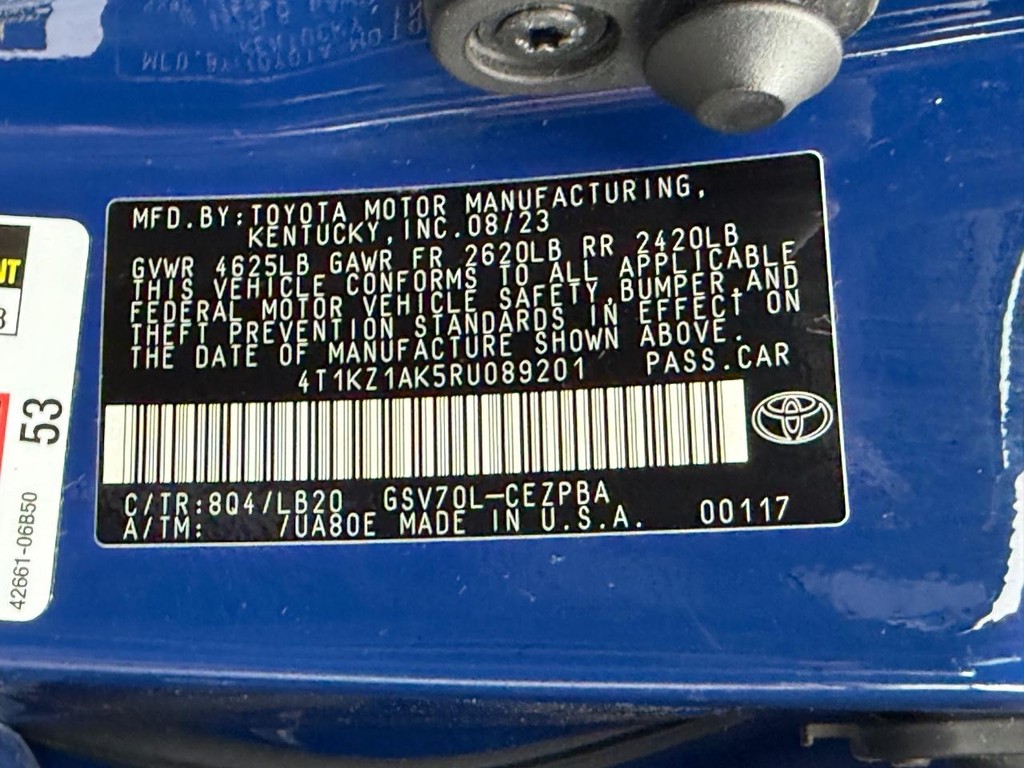 MFD.BY:TOYOTA MOTOR MANUFACTURING,
KENTUCKY,INC.08/23
GVWR 4625LB GAWR FR 2620LB RR 2420LB
THIS VEHICLE CONFORMS TO ALL APPLICABLE
FEDERAL MOTOR VEHICLE SAFETY,BUMPER,AND
THEFT PREVENTION STANDARDS IN EFFECT ON
THE DATE OF MANUFACTURE SHOWN ABOVE.
4T1KZ1AK5RU089201 PASS.CAR
C/TR:8Q4/LB20 GSV70L-CEZPBA
A/TM: /UA80E MADE IN U.S.A. 00117
53
42661-06B50